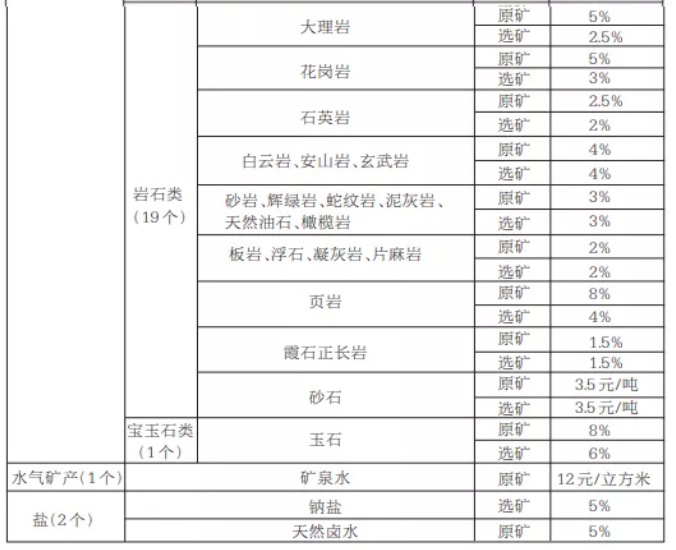 大理岩 原矿 5%
选矿 2.5%
花岗岩 原矿 5%
选矿 3%
石英岩 原矿 2.5%
选矿 2%
白云岩、安山岩、玄武岩 原矿 4%
选矿 4%
岩石类
(19个)
砂岩、辉绿岩、蛇纹岩、泥灰岩、 原矿 3%
天然油石、橄榄岩 选矿 3%
板岩、浮石、凝灰岩、片麻岩 原矿 2%
选矿 2%
页岩 原矿 8%
选矿 4%
霞石正长岩 原矿 1.5%
选矿 1.5%
砂石 原矿 3.5元/吨
选矿 3.5元/吨
宝玉石类
(1个)
玉石 原矿 8%
选矿 6%
水气矿产(1个) 矿泉水 原矿 12元/立方米
盐(2个) 钠盐 选矿 5%
天然卤水 原矿 5%